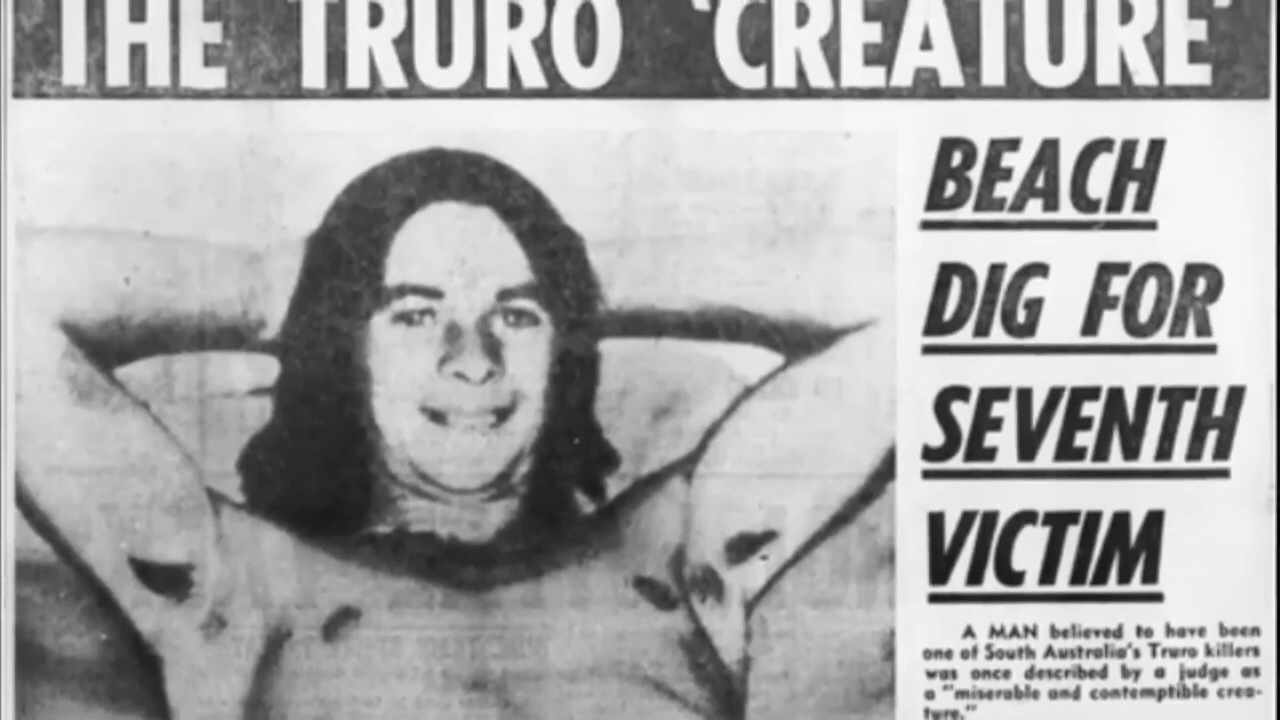 THE TRURO 'CREATURE'
BEACH
DIG FOR
SEVENTH
VICTIM
A MAN believed to have been
one of South Australia's Truro killers
was once described by a judge as
a "miserable and contemptible crea-
ture."